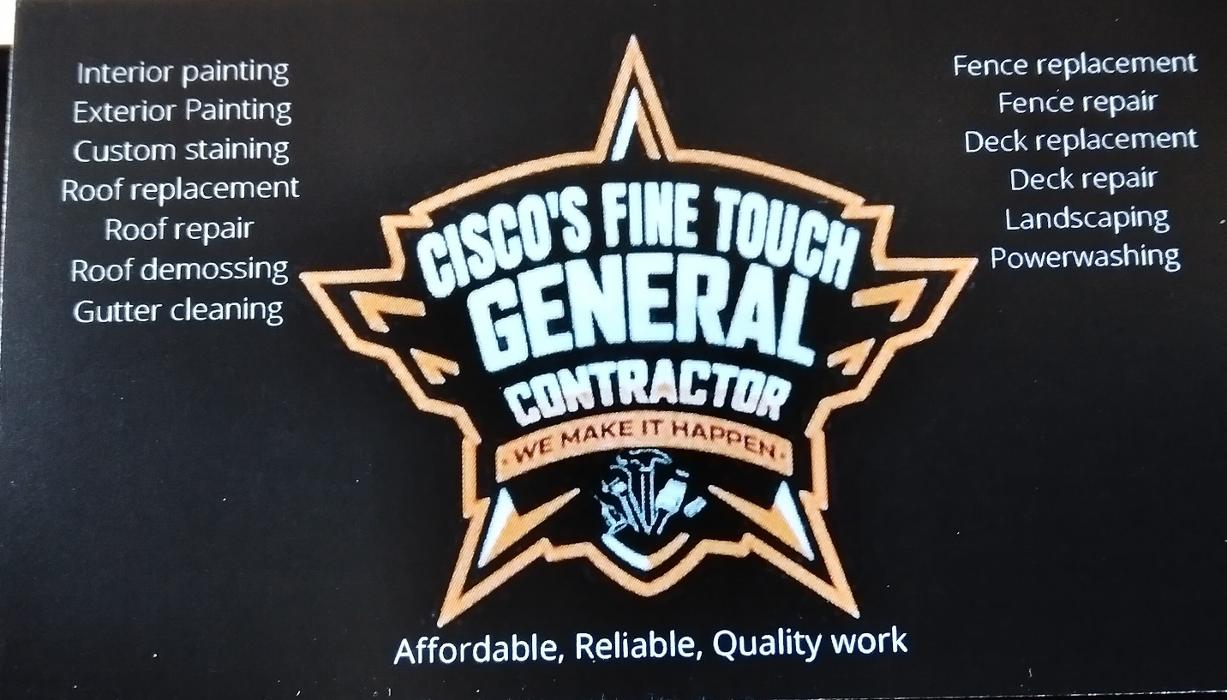 Interior painting
Exterior Painting
Custom staining
Roof replacement
Roof repair
Roof demossing
Gutter cleaning
CISCO'S FINE TOUCH
GENERAL
CONTRACTOR
· WE MAKE IT HAPPEN ·
Fence replacement
Fence repair
Deck replacement
Deck repair
Landscaping
Powerwashing
Affordable, Reliable, Quality work